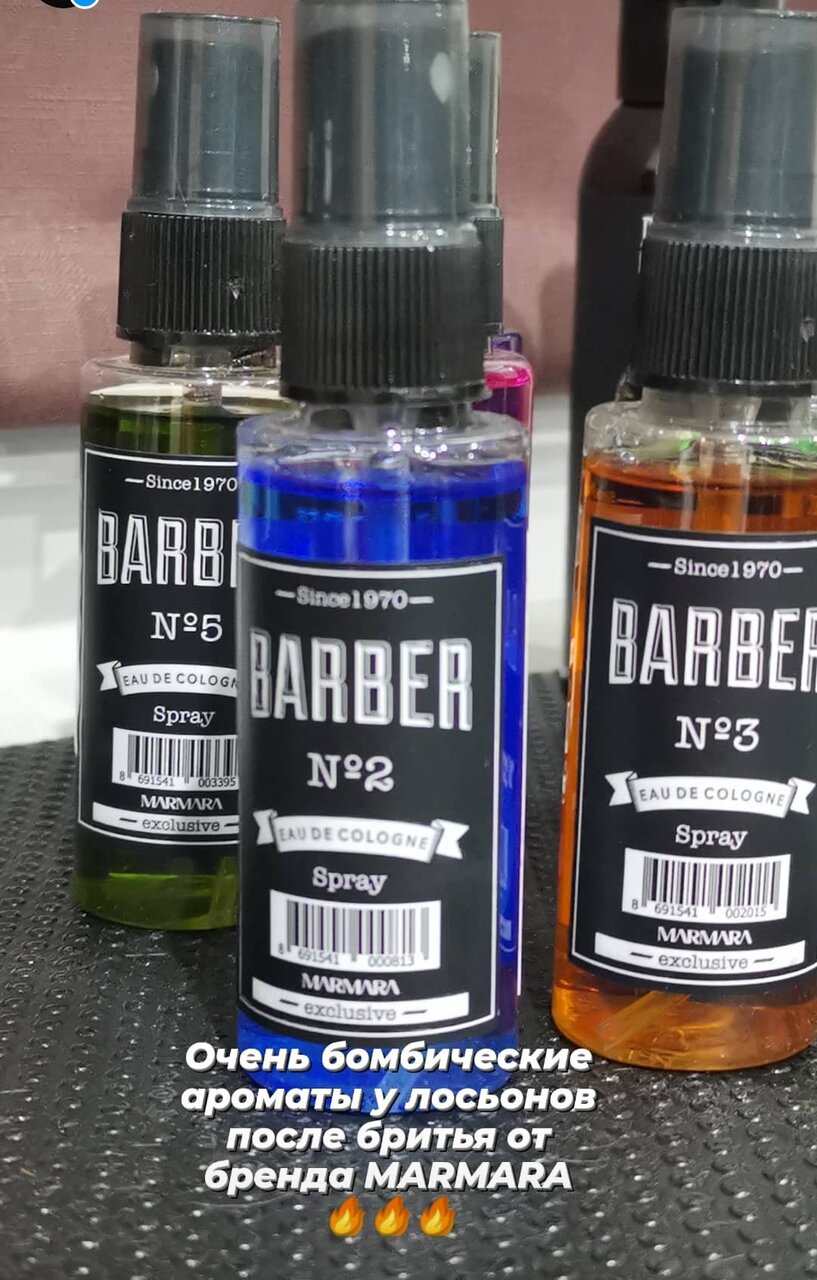 Since1970
BARBE
Nº5
EAU DE COLOGN
Spray
8 691541 003395
MARMARA
exclusive
Since1970
BARBER
Nº2
EAU DE COLOGNE
Spray
8 691541 000813
MARMARA
exclusive
Since1970
BARBER
Nº3
EAU DE COLOGNE
Spray
8 691541 002015
MARMARA
exclusive
Очень бомбические
ароматы у лосьонов
после бритья от
бренда MARMARA
🔥🔥🔥